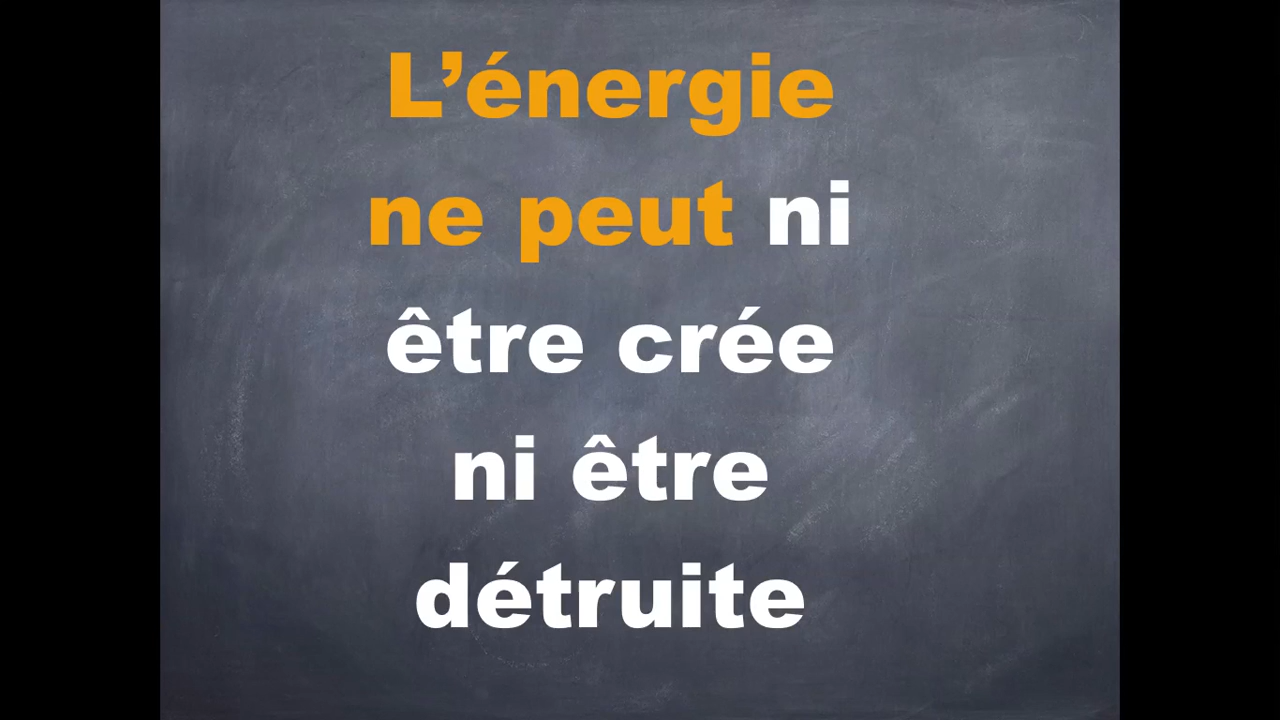 L’énergie
ne peut ni
être crée
ni être
détruite